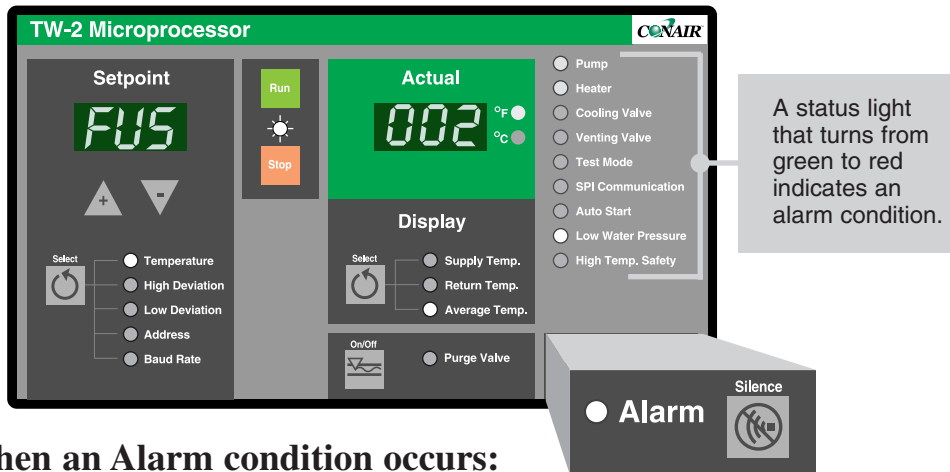 TW-2 Microprocessor
CONAIR
Setpoint
FUS
+
-
Select
Temperature
High Deviation
Low Deviation
Address
Baud Rate
Run
Stop
Actual
002
°F
°C
Display
Select
Supply Temp.
Return Temp.
Average Temp.
On/Off
Purge Valve
Pump
Heater
Cooling Valve
Venting Valve
Test Mode
SPI Communication
Auto Start
Low Water Pressure
High Temp. Safety
A status light
that turns from
green to red
indicates an
alarm condition.
Alarm
Silence
hen an Alarm condition occurs: